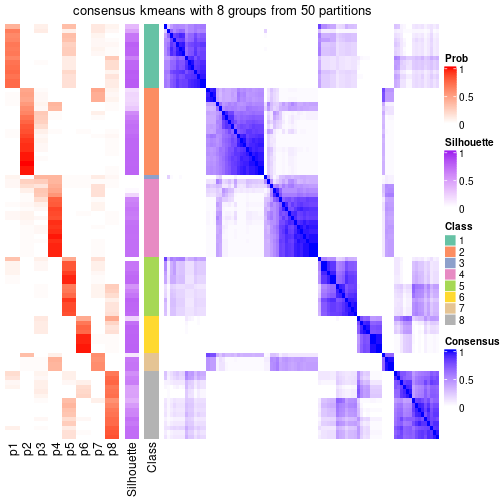 consensus kmeans with 8 groups from 50 partitions
Prob
1
0.5
0
Silhouette
1
0.5
0
Class
1
2
3
4
5
6
7
8
Consensus
1
0.5
0
p1
p2
p3
p4
p5
p6
p7
p8
Silhouette
Class